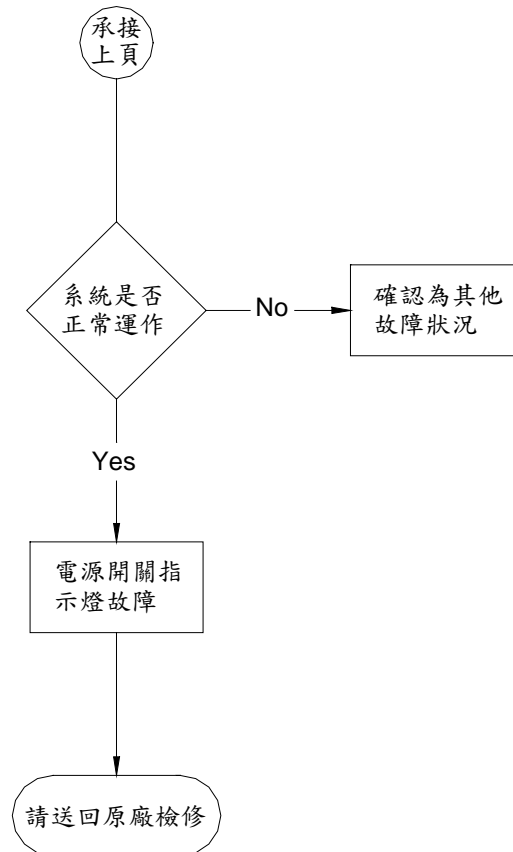 承接
上頁
系統是否
正常運作
No
確認為其他
故障狀況
Yes
電源開關指
示燈故障
請送回原廠檢修